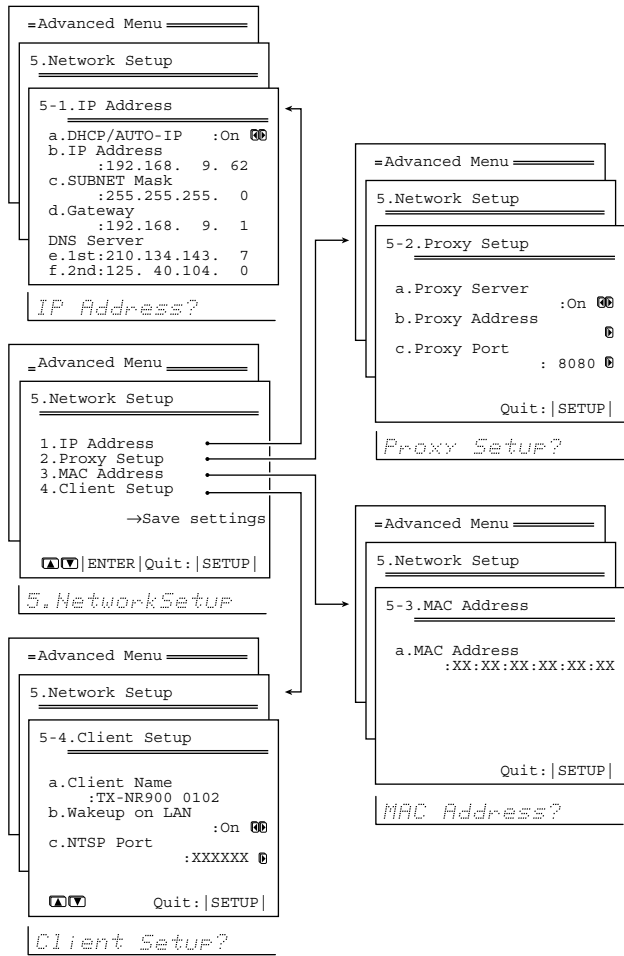 =Advanced Menu
5.Network Setup
5-1.IP Address
a.DHCP/AUTO-IP :On
b.IP Address
:192.168. 9. 62
c.SUBNET Mask
:255.255.255. 0
d.Gateway
:192.168. 9. 1
DNS Server
e.1st:210.134.143. 7
f.2nd:125. 40.104. 0
IP Address?
=Advanced Menu
5.Network Setup
1.IP Address
2.Proxy Setup
3.MAC Address
4.Client Setup
→Save settings
|ENTER|Quit:|SETUP|
5.NetworkSetup
=Advanced Menu
5.Network Setup
5-4.Client Setup
a.Client Name
:TX-NR900 0102
b.Wakeup on LAN
:On
c.NTSP Port
:XXXXXX
Quit:|SETUP|
Client Setup?
=Advanced Menu
5.Network Setup
5-2.Proxy Setup
a.Proxy Server
:On
b.Proxy Address
c.Proxy Port
: 8080
Quit:|SETUP|
Proxy Setup?
=Advanced Menu
5.Network Setup
5-3.MAC Address
a.MAC Address
:XX:XX:XX:XX:XX:XX
Quit:|SETUP|
MAC Address?